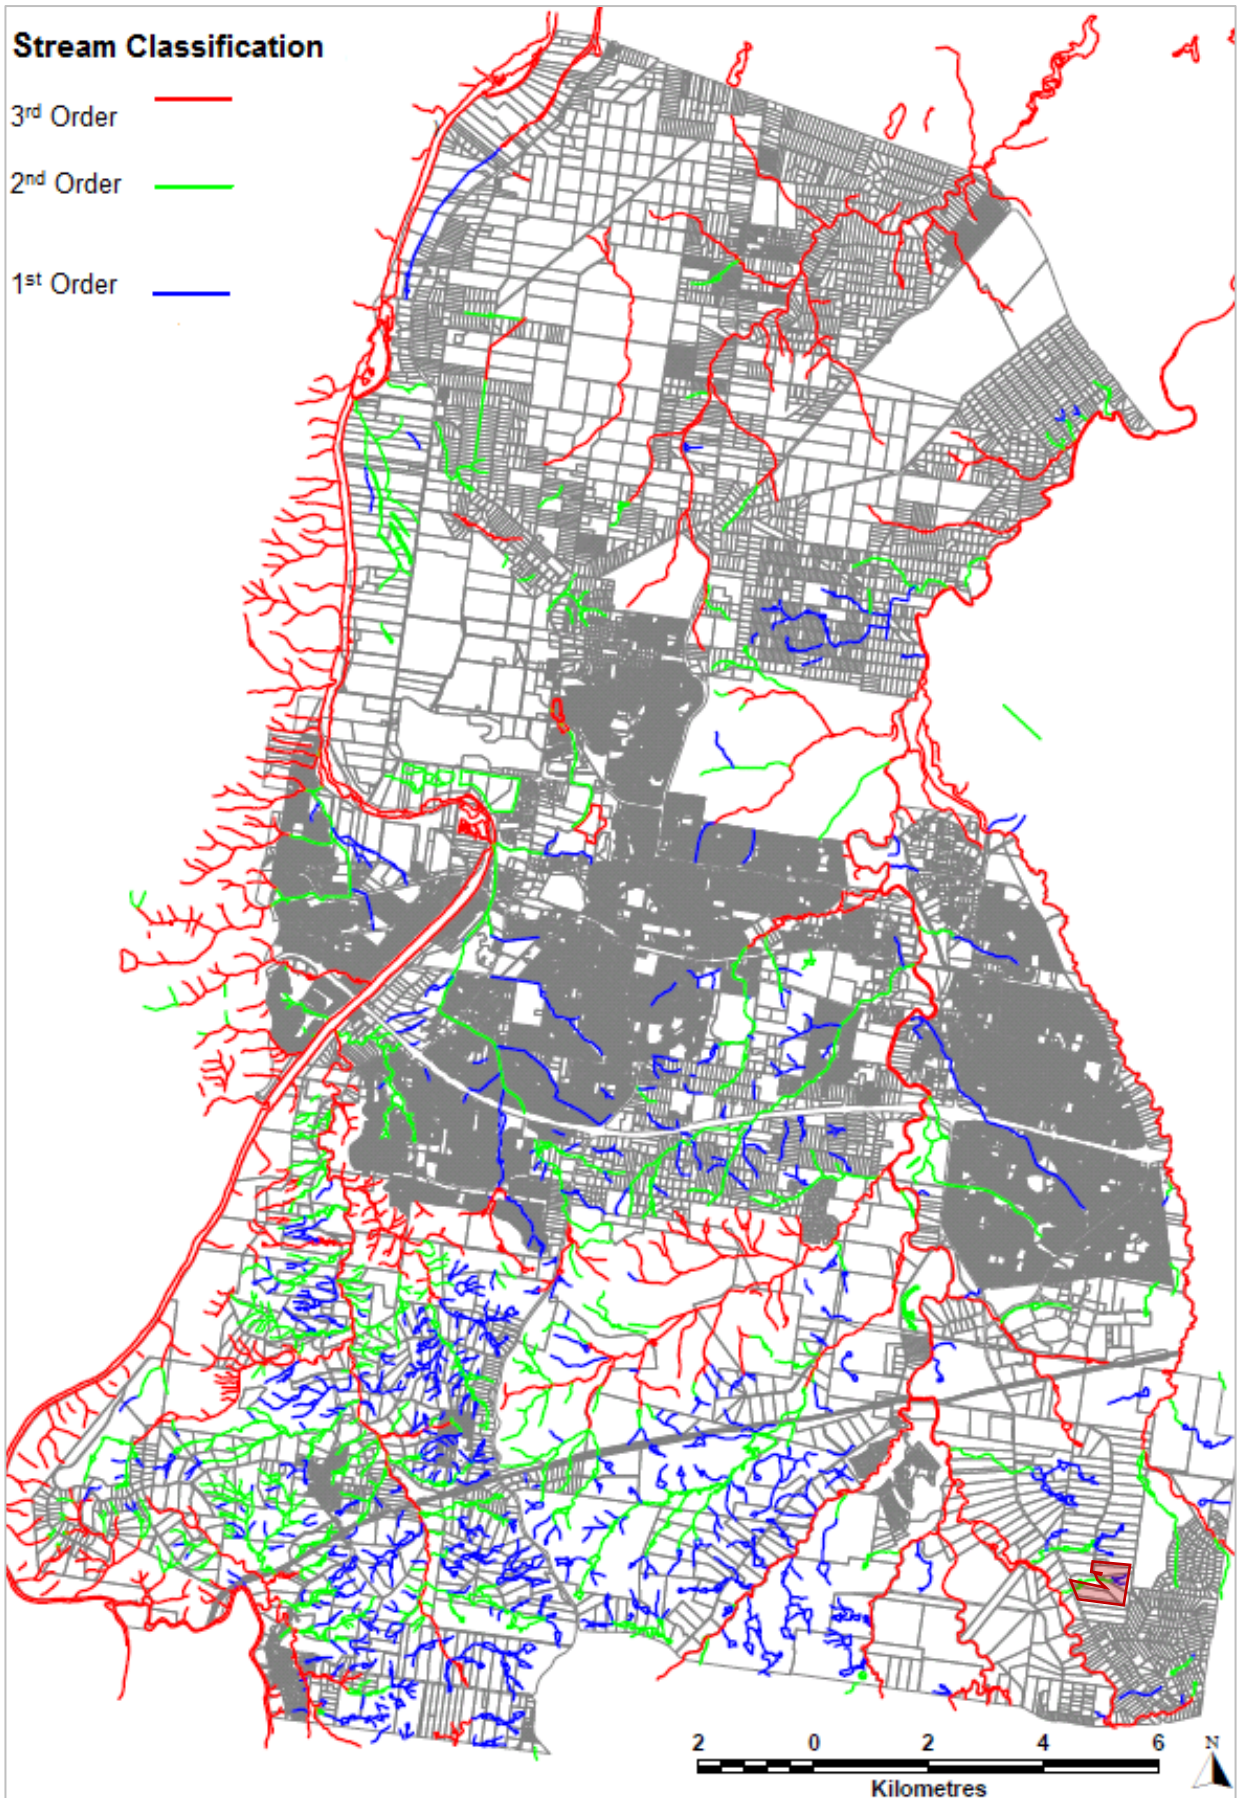 Stream Classification
3rd Order
2nd Order
1st Order
2 0 2 4 6
Kilometres
N